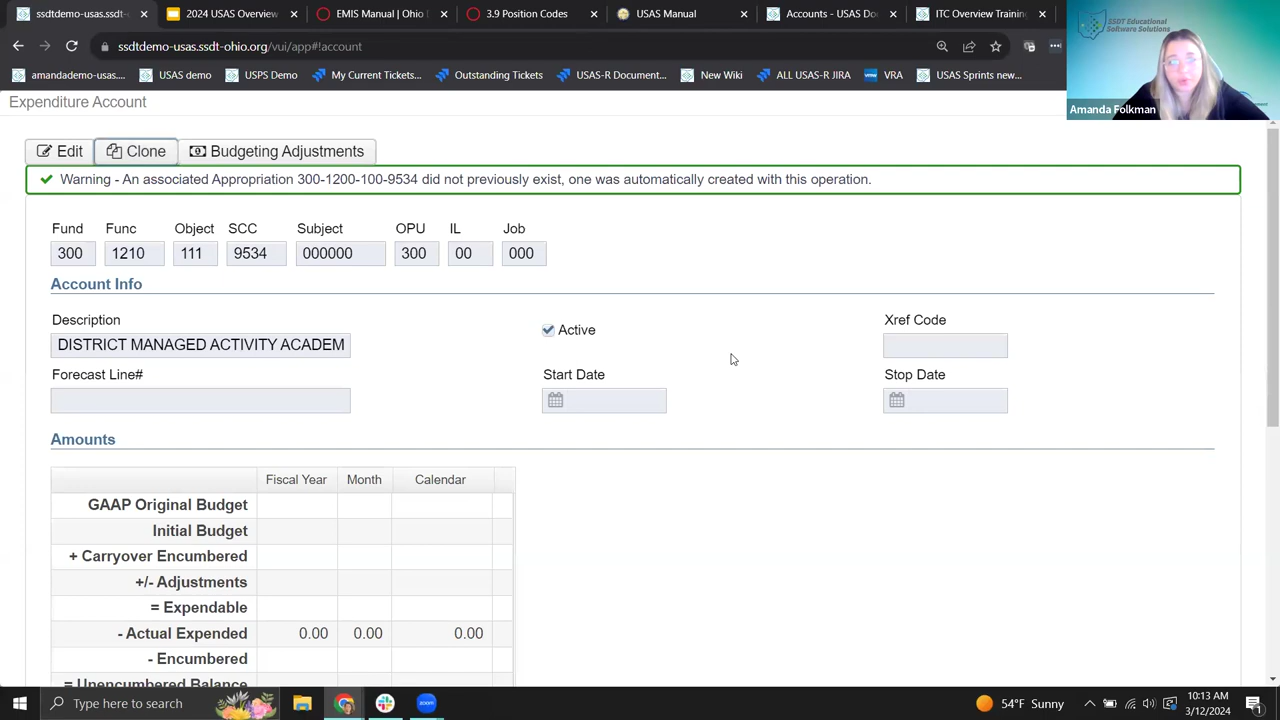 ssdtdemo-usas.ssdt- 2024 USAS Overview EMIS Manual | Ohio 3.9 Position Codes USAS Manual Accounts - USAS Do ITC Overview Training
ssdtdemo-usas.ssdt-ohio.org/vui/app#!account
amandademo-usas... USAS demo USPS Demo My Current Tickets... Outstanding Tickets USAS-R Document... New Wiki ALL USAS-R JIRA VRA USAS Sprints new...
SSDT Educational
Software Solutions
Amanda Folkman
Expenditure Account
Edit Clone Budgeting Adjustments
Warning - An associated Appropriation 300-1200-100-9534 did not previously exist, one was automatically created with this operation.
Fund Func Object SCC Subject OPU IL Job
300 1210 111 9534 000000 300 00 000
Account Info
Description Active Xref Code
DISTRICT MANAGED ACTIVITY ACADEM
Forecast Line# Start Date Stop Date
Amounts
Fiscal Year Month Calendar
GAAP Original Budget
Initial Budget
+ Carryover Encumbered
+/- Adjustments
= Expendable
- Actual Expended 0.00 0.00 0.00
- Encumbered
= Unencumbered Balance
Type here to search
54°F Sunny
10:13 AM
3/12/2024
1